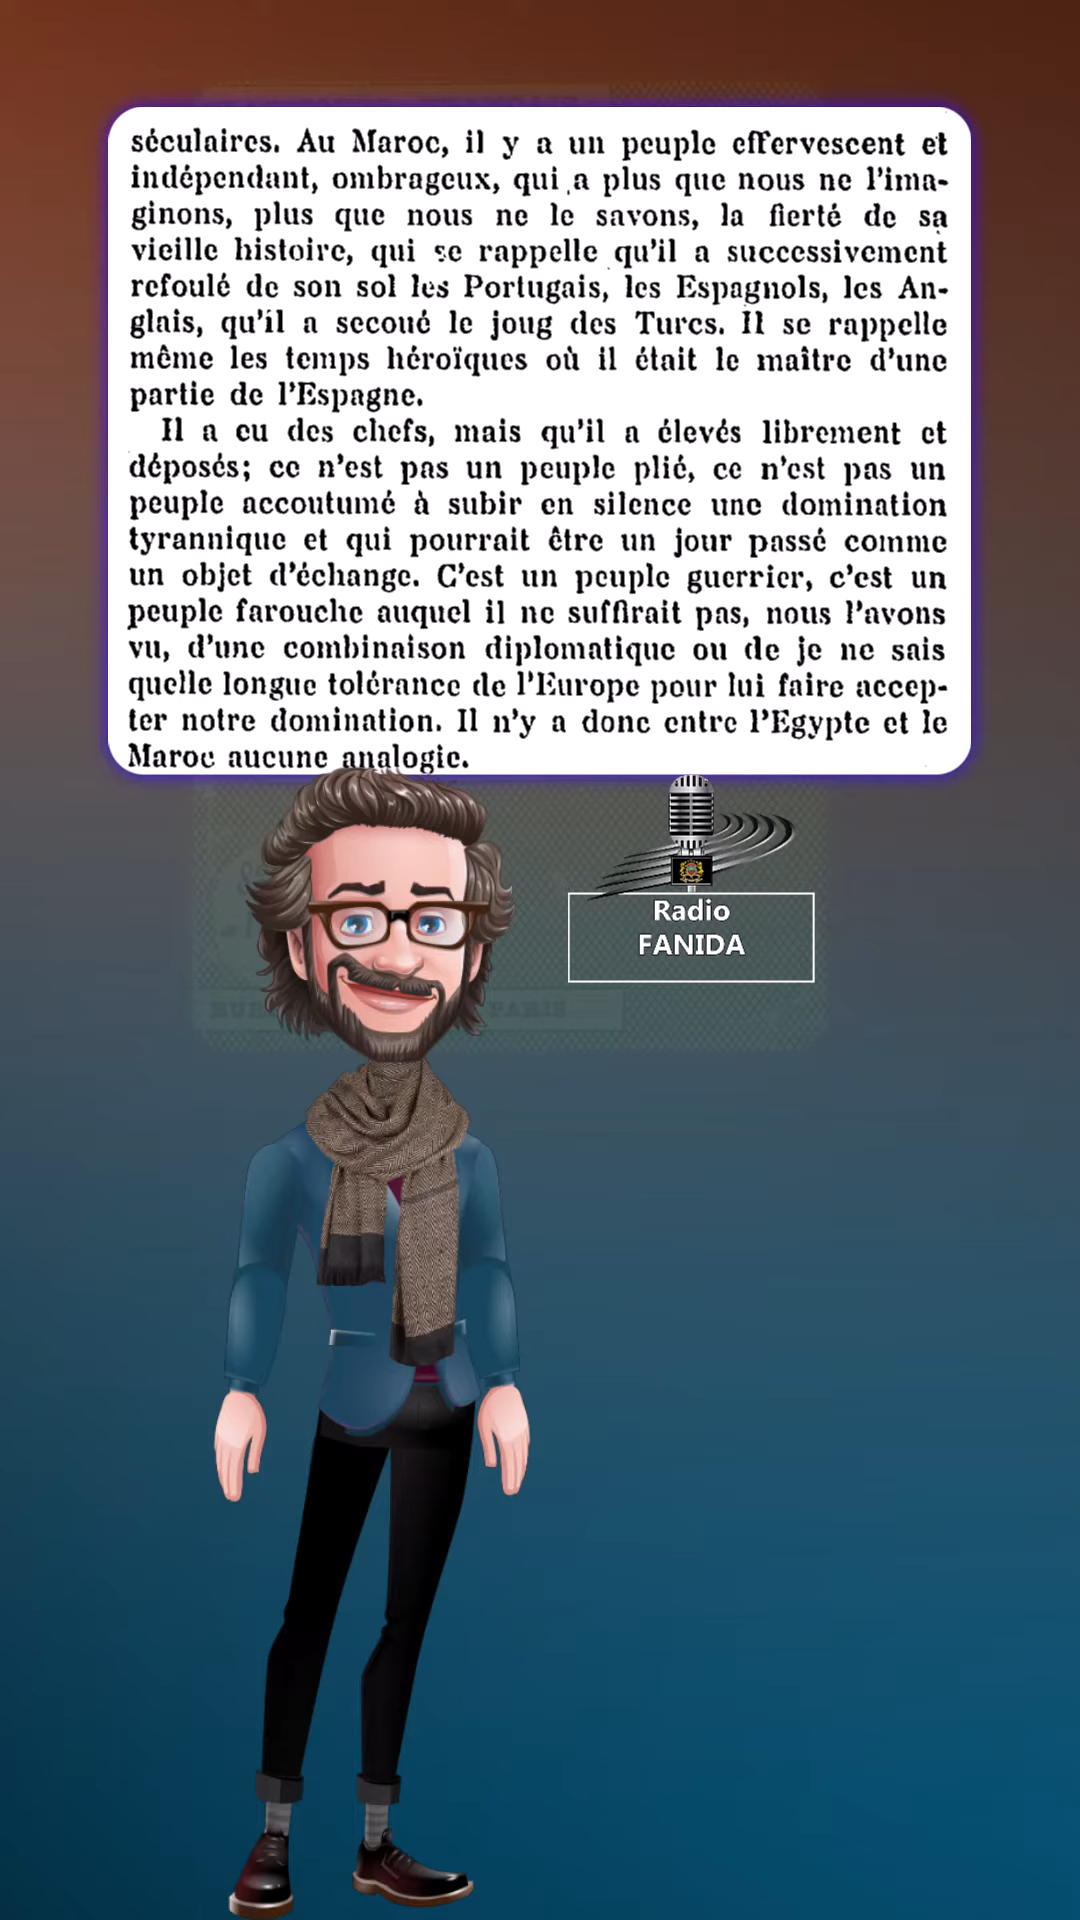 séculaires. Au Maroc, il y a un peuple effervescent et
indépendant, ombrageux, qui a plus que nous ne l'ima-
ginons, plus que nous ne le savons, la fierté de sa
vieille histoire, qui se rappelle qu'il a successivement
refoulé de son sol les Portugais, les Espagnols, les An-
glais, qu'il a secoué le joug des Turcs. Il se rappelle
même les temps héroïques où il était le maître d'une
partie de l'Espagne.
Il a eu des chefs, mais qu'il a élevés librement et
déposés; ce n'est pas un peuple plié, ce n'est pas un
peuple accoutumé à subir en silence une domination
tyrannique et qui pourrait être un jour passé comme
un objet d'échange. C'est un peuple guerrier, c'est un
peuple farouche auquel il ne suffirait pas, nous l'avons
vu, d'une combinaison diplomatique ou de je ne sais
quelle longue tolérance de l'Europe pour lui faire accep-
ter notre domination. Il n'y a donc entre l'Egypte et le
Maroc aucune analogie.
Radio
FANIDA
PARIS